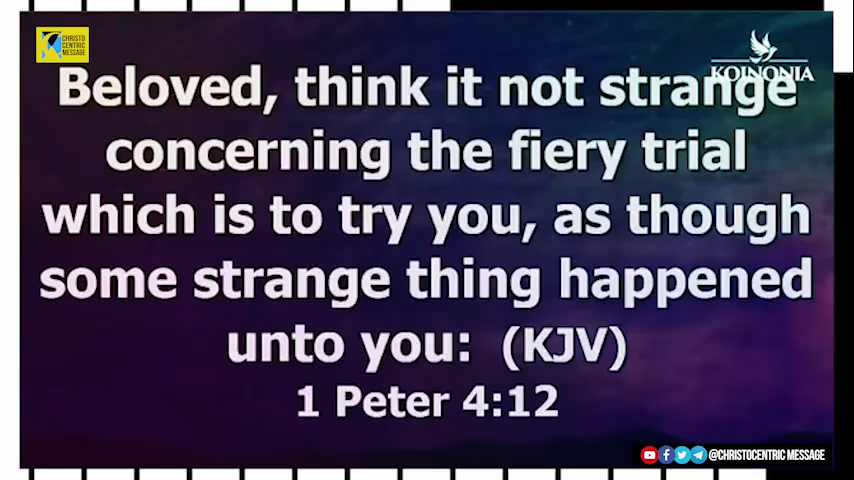 CHRISTO
CENTRIC
MESSAGE
KOINONIA
Beloved, think it not strange
concerning the fiery trial
which is to try you, as though
some strange thing happened
unto you: (KJV)
1 Peter 4:12
@CHRISTOCENTRIC MESSAGE